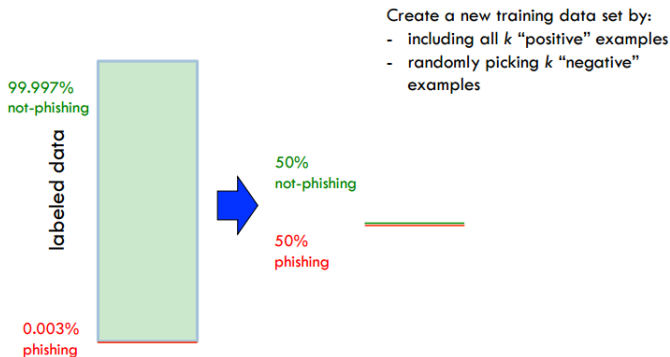 Create a new training data set by:
- including all k “positive” examples
- randomly picking k “negative”
examples
99.997%
not-phishing
labeled data
0.003%
phishing
50%
not-phishing
50%
phishing